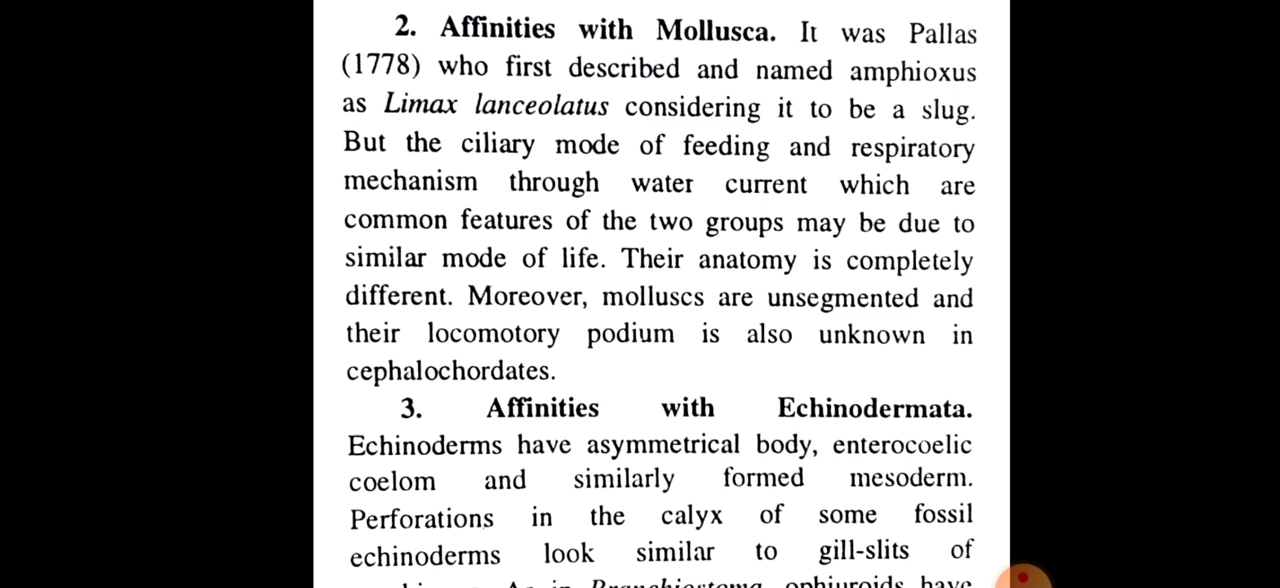 2. Affinities with Mollusca. It was Pallas
(1778) who first described and named amphioxus
as Limax lanceolatus considering it to be a slug.
But the ciliary mode of feeding and respiratory
mechanism through water current which are
common features of the two groups may be due to
similar mode of life. Their anatomy is completely
different. Moreover, molluscs are unsegmented and
their locomotory podium is also unknown in
cephalochordates.
3. Affinities with Echinodermata.
Echinoderms have asymmetrical body, enterocoelic
coelom and similarly formed mesoderm.
Perforations in the calyx of some fossil
echinoderms look similar to gill-slits of
As in Branchiostoma, ophiuroids have